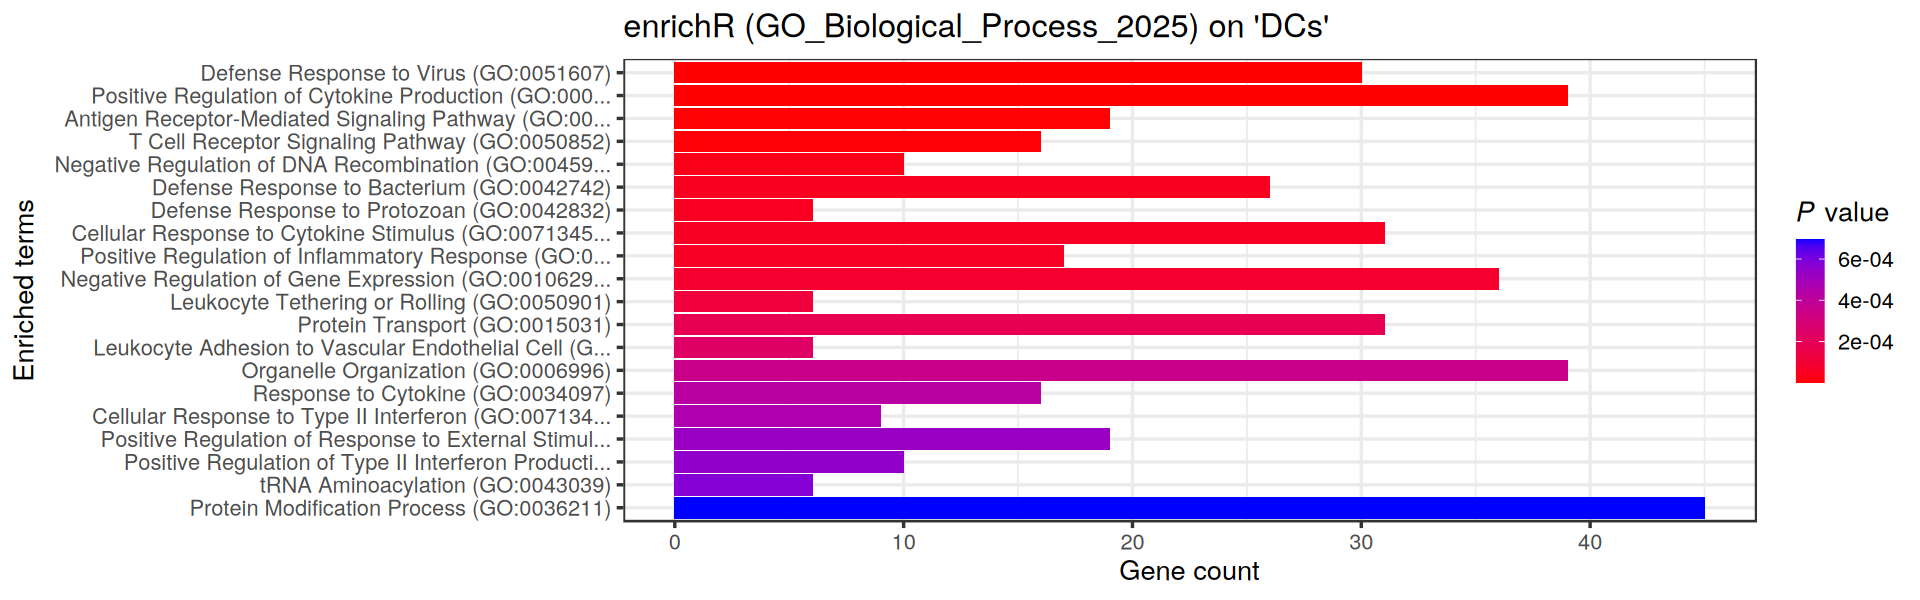 enrichR (GO_Biological_Process_2025) on 'DCs'
Enriched terms
Defense Response to Virus (GO:0051607)
Positive Regulation of Cytokine Production (GO:000...
Antigen Receptor-Mediated Signaling Pathway (GO:00...
T Cell Receptor Signaling Pathway (GO:0050852)
Negative Regulation of DNA Recombination (GO:00459...
Defense Response to Bacterium (GO:0042742)
Defense Response to Protozoan (GO:0042832)
Cellular Response to Cytokine Stimulus (GO:0071345...
Positive Regulation of Inflammatory Response (GO:0...
Negative Regulation of Gene Expression (GO:0010629...
Leukocyte Tethering or Rolling (GO:0050901)
Protein Transport (GO:0015031)
Leukocyte Adhesion to Vascular Endothelial Cell (G...
Organelle Organization (GO:0006996)
Response to Cytokine (GO:0034097)
Cellular Response to Type II Interferon (GO:007134...
Positive Regulation of Response to External Stimul...
Positive Regulation of Type II Interferon Producti...
tRNA Aminoacylation (GO:0043039)
Protein Modification Process (GO:0036211)
0 10 20 30 40
Gene count
P value
6e-04
4e-04
2e-04